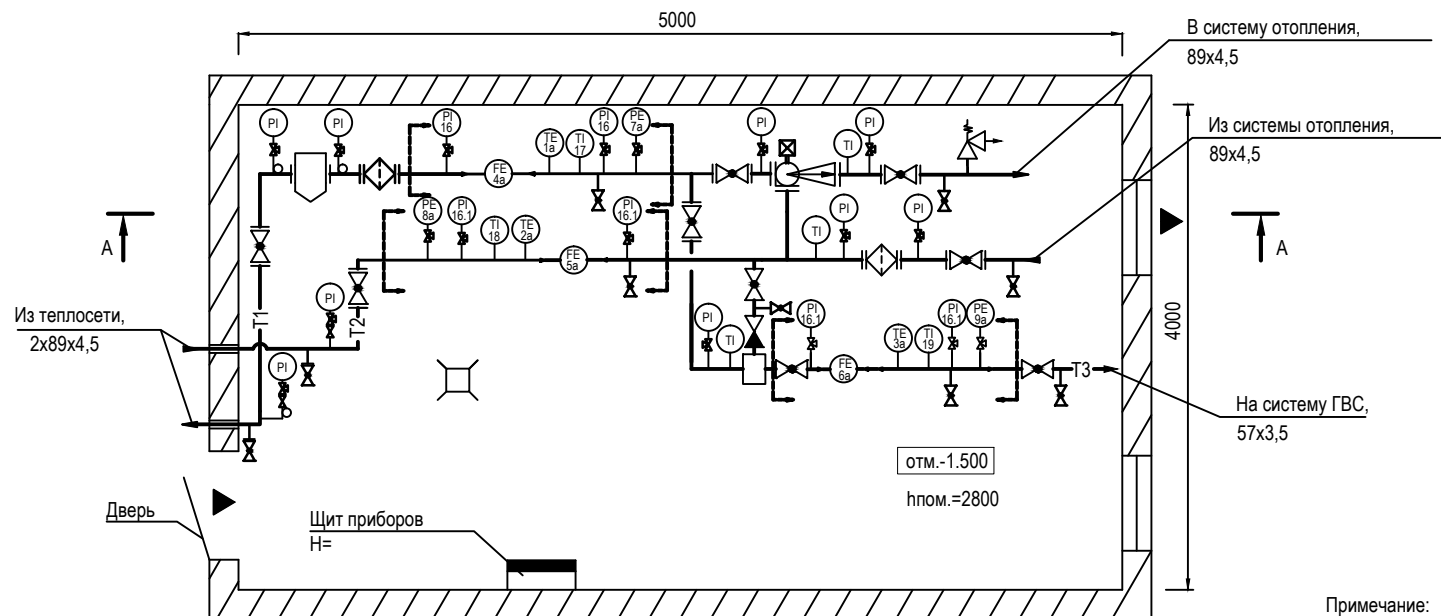 5000
В систему отопления,
89х4,5
Из системы отопления,
89х4,5
PI
PI
PI
16
TE
1a
TI
17
PI
16
PE
7a
PI
TI
PI
FE
4a
PE
8a
PI
16.1
TI
18
TE
2a
PI
16.1
TI
PI
PI
FE
5a
А
А
4000
Из теплосети,
2х89х4,5
T1
T2
PI
PI
PI
TI
PI
16.1
FE
6a
TE
3a
TI
19
PI
16.1
PE
9a
T3
На систему ГВС,
57х3,5
отм.-1.500
hпом.=2800
Дверь
Щит приборов
Н=
Примечание: